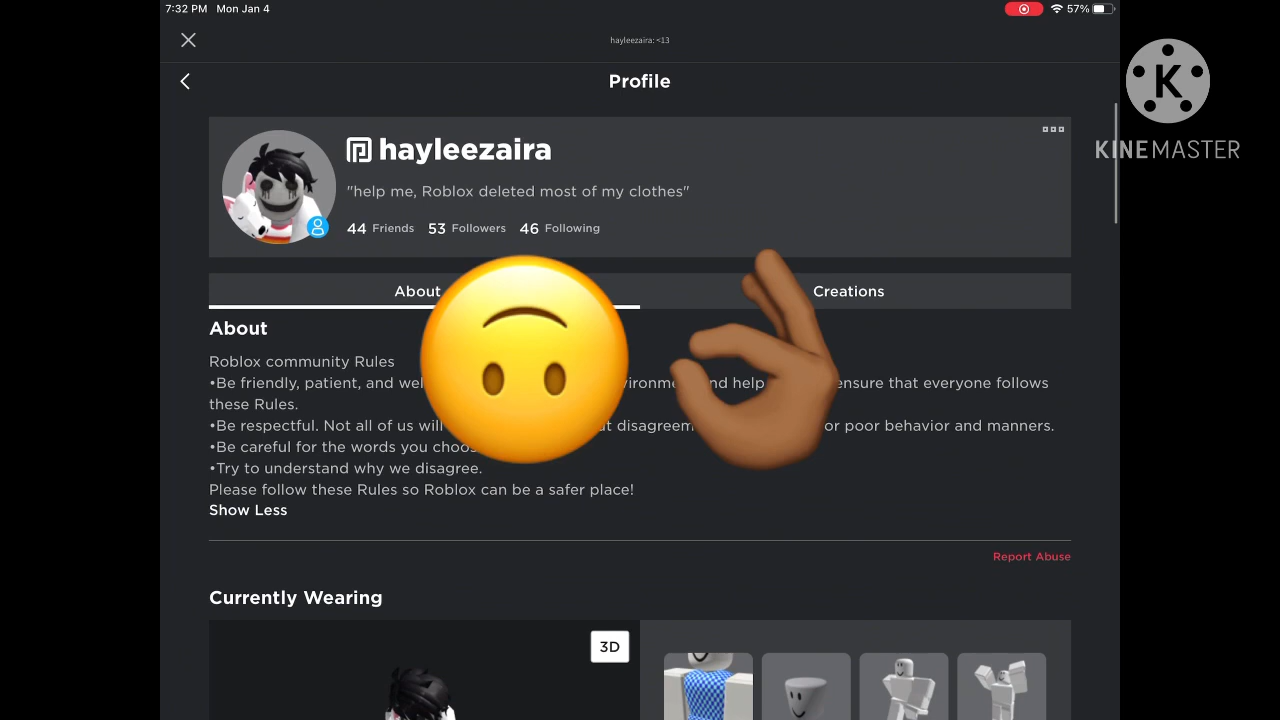 7:32 PM Mon Jan 4
57%
hayleezaira: <13
Profile
hayleezaira
"help me, Roblox deleted most of my clothes"
44 Friends 53 Followers 46 Following
About
Creations
About
Roblox community Rules
•Be friendly, patient, and wel ensure that everyone follows
these Rules.
•Be respectful. Not all of us will or poor behavior and manners.
•Be careful for the words you choos
•Try to understand why we disagree.
Please follow these Rules so Roblox can be a safer place!
Show Less
Report Abuse
Currently Wearing
3D
K
KINEMASTER